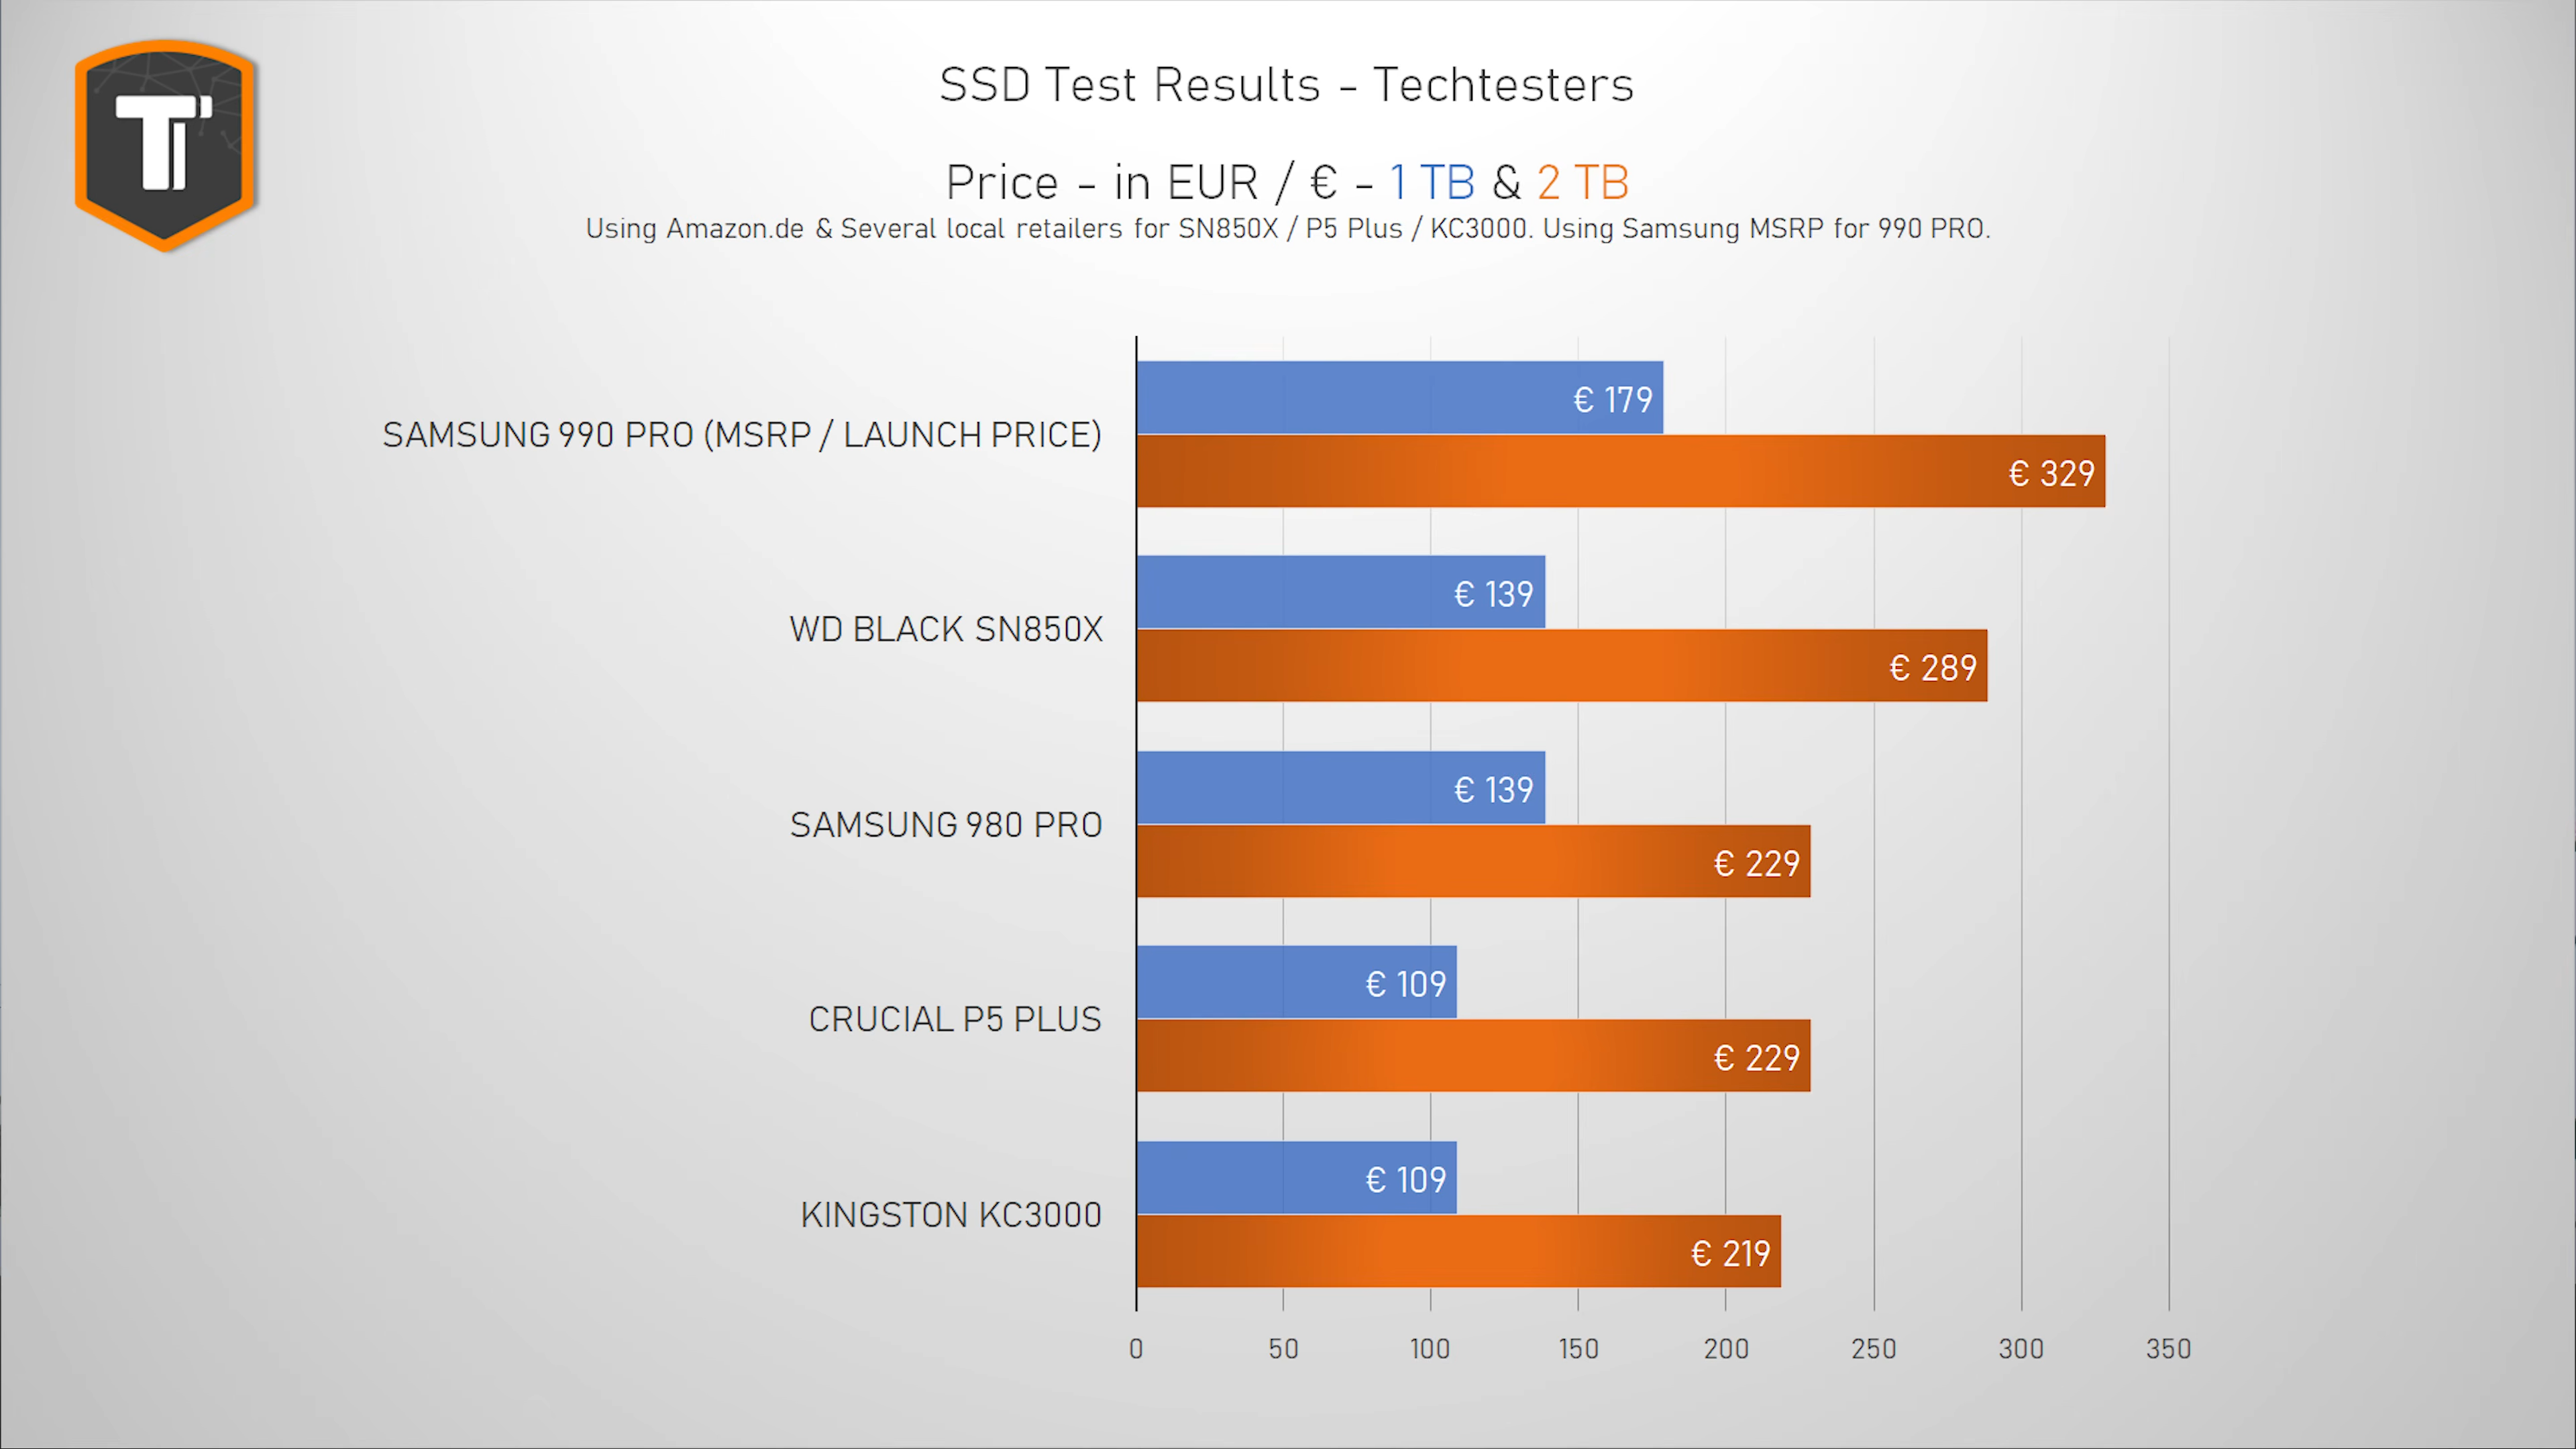 T
SSD Test Results - Techtesters
Price - in EUR / € - 1 TB & 2 TB
Using Amazon.de & Several local retailers for SN850X / P5 Plus / KC3000. Using Samsung MSRP for 990 PRO.
SAMSUNG 990 PRO (MSRP / LAUNCH PRICE)
€ 179
€ 329
WD BLACK SN850X
€ 139
€ 289
SAMSUNG 980 PRO
€ 139
€ 229
CRUCIAL P5 PLUS
€ 109
€ 229
KINGSTON KC3000
€ 109
€ 219
0 50 100 150 200 250 300 350